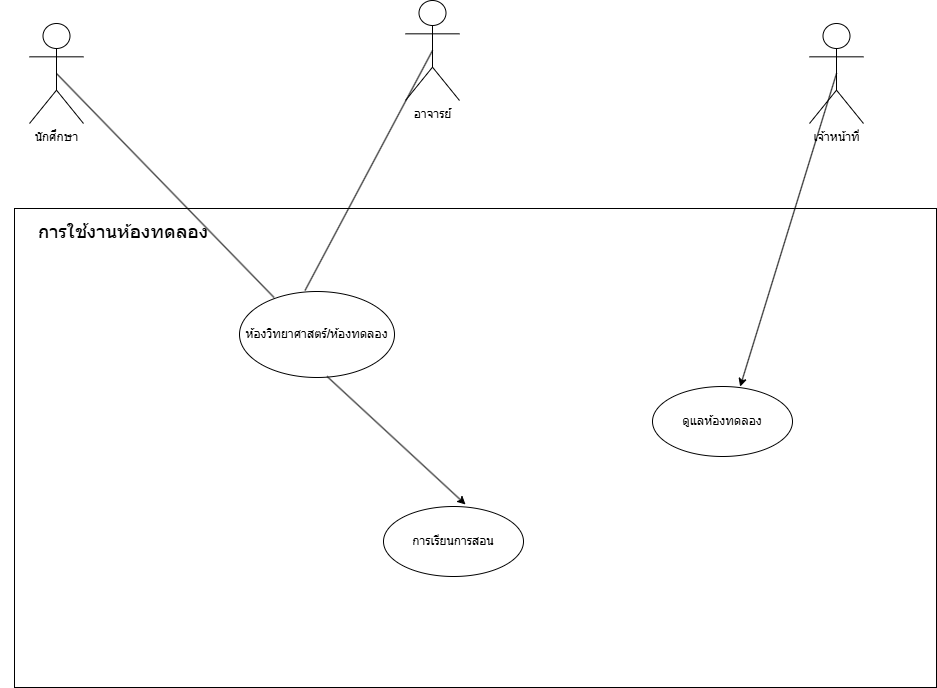 อาจารย์
นักศึกษา
เจ้าหน้าที่
การใช้งานห้องทดลอง
ห้องวิทยาศาสตร์/ห้องทดลอง
ดูแลห้องทดลอง
การเรียนการสอน